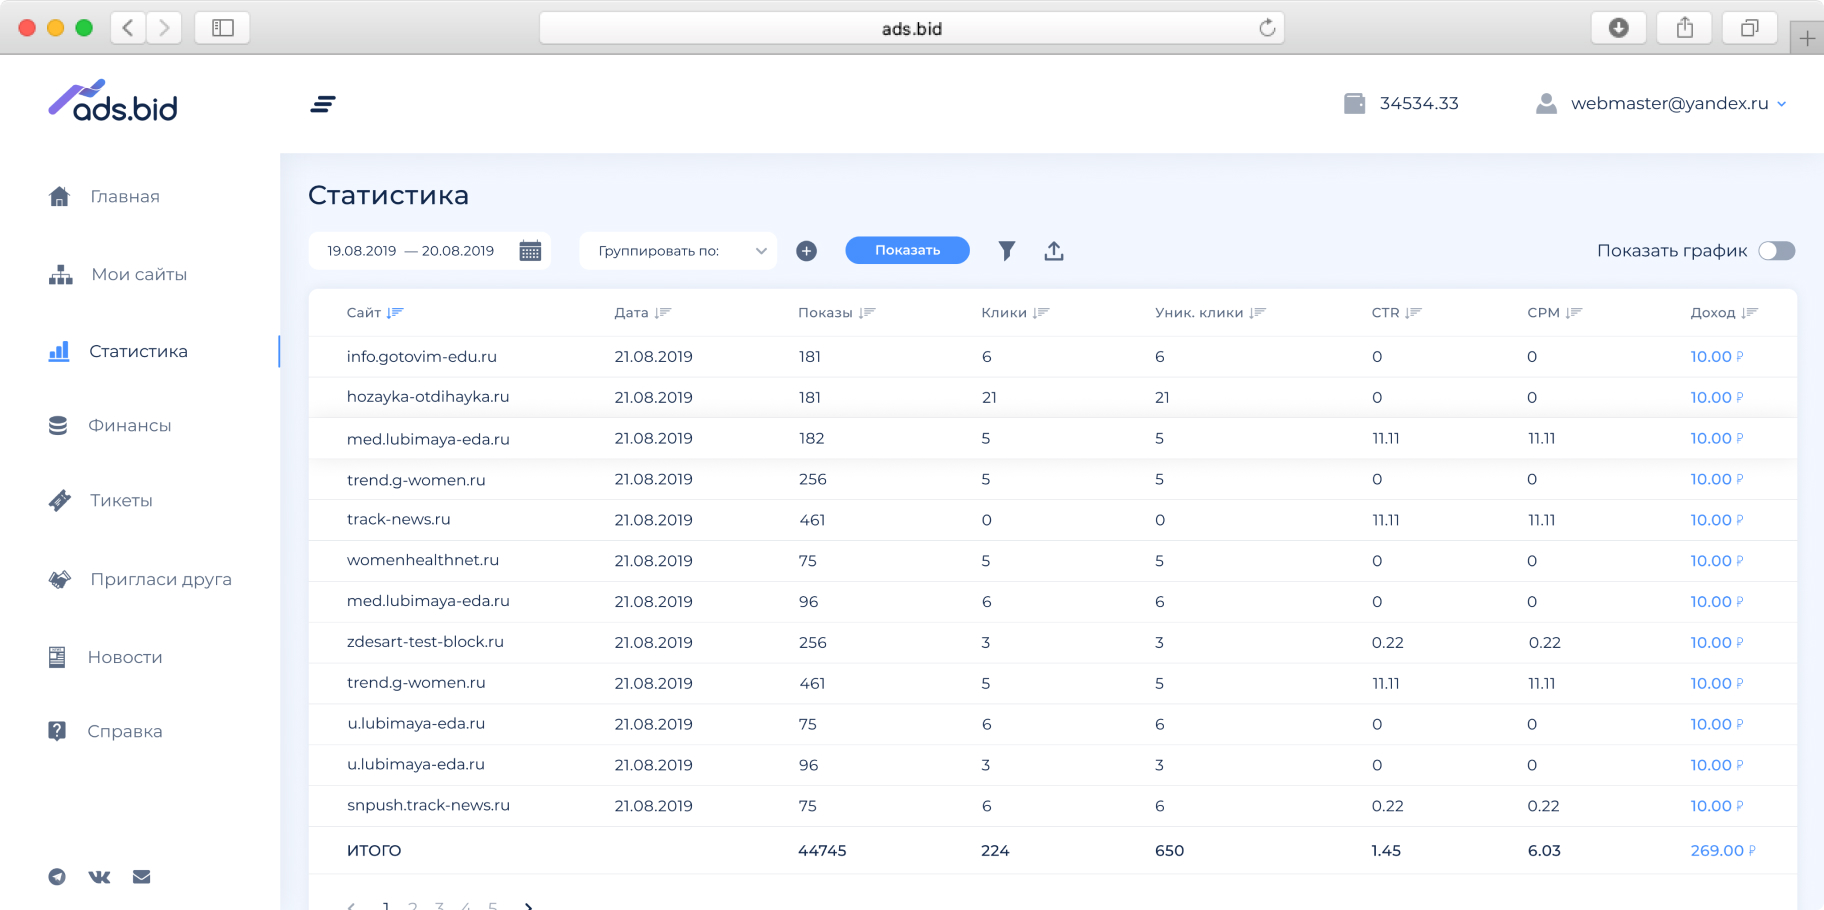 ads.bid
ads.bid
34534.33
webmaster@yandex.ru
Главная
Мои сайты
Статистика
Финансы
Тикеты
Пригласи друга
Новости
Справка
Статистика
19.08.2019 — 20.08.2019
Группировать по:
Показать
Показать график
Сайт Дата Показы Клики Уник. клики CTR CPM Доход
info.gotovim-edu.ru 21.08.2019 181 6 6 0 0 10.00 ₽
hozayka-otdihayka.ru 21.08.2019 181 21 21 0 0 10.00 ₽
med.lubimaya-eda.ru 21.08.2019 182 5 5 11.11 11.11 10.00 ₽
trend.g-women.ru 21.08.2019 256 5 5 0 0 10.00 ₽
track-news.ru 21.08.2019 461 0 0 11.11 11.11 10.00 ₽
womenhealthnet.ru 21.08.2019 75 5 5 0 0 10.00 ₽
med.lubimaya-eda.ru 21.08.2019 96 6 6 0 0 10.00 ₽
zdesart-test-block.ru 21.08.2019 256 3 3 0.22 0.22 10.00 ₽
trend.g-women.ru 21.08.2019 461 5 5 11.11 11.11 10.00 ₽
u.lubimaya-eda.ru 21.08.2019 75 6 6 0 0 10.00 ₽
u.lubimaya-eda.ru 21.08.2019 96 3 3 0 0 10.00 ₽
snpush.track-news.ru 21.08.2019 75 6 6 0.22 0.22 10.00 ₽
ИТОГО 44745 224 650 1.45 6.03 269.00 ₽
1 2 3 4 5